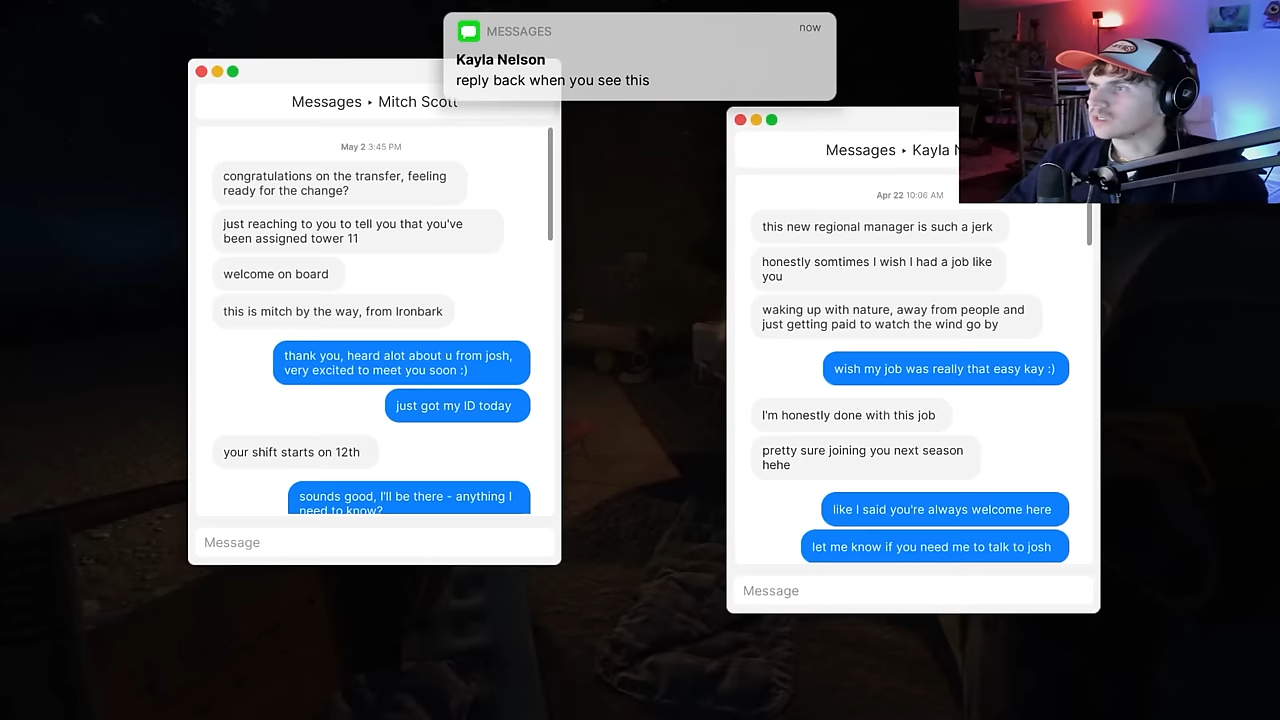 MESSAGES
now
Kayla Nelson
reply back when you see this
Messages ‣ Mitch Scott
May 2 3:45 PM
congratulations on the transfer, feeling
ready for the change?
just reaching to you to tell you that you've
been assigned tower 11
welcome on board
this is mitch by the way, from Ironbark
thank you, heard alot about u from josh,
very excited to meet you soon :)
just got my ID today
your shift starts on 12th
sounds good, I'll be there - anything I
need to know?
Message
Messages ‣ Kayla N
Apr 22 10:06 AM
this new regional manager is such a jerk
honestly somtimes I wish I had a job like
you
waking up with nature, away from people and
just getting paid to watch the wind go by
wish my job was really that easy kay :)
I'm honestly done with this job
pretty sure joining you next season
hehe
like I said you're always welcome here
let me know if you need me to talk to josh
Message